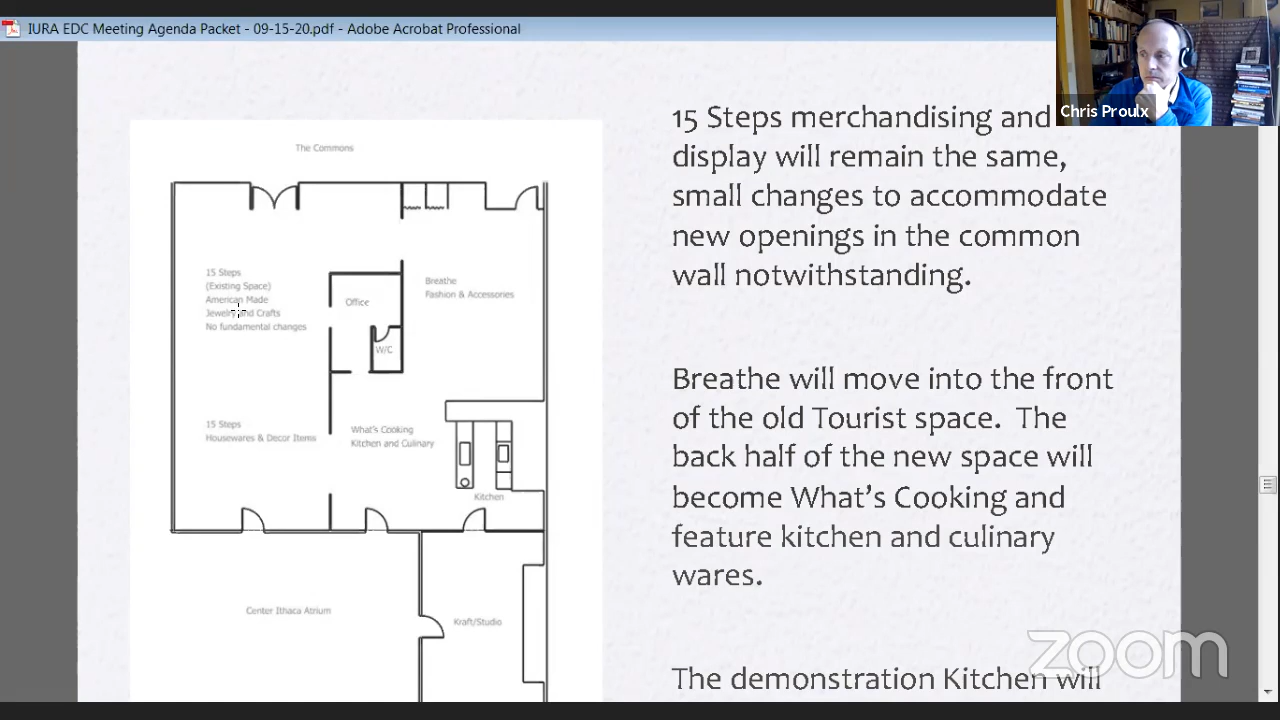 IURA EDC Meeting Agenda Packet - 09-15-20.pdf - Adobe Acrobat Professional
Chris Proulx
The Commons
15 Steps
(Existing Space)
American Made
Jewelry and Crafts
No fundamental changes
Office
W/C
Breathe
Fashion & Accessories
15 Steps
Housewares & Decor Items
What's Cooking
Kitchen and Culinary
Kitchen
Center Ithaca Atrium
Kraft/Studio
15 Steps merchandising and
display will remain the same,
small changes to accommodate
new openings in the common
wall notwithstanding.
Breathe will move into the front
of the old Tourist space. The
back half of the new space will
become What's Cooking and
feature kitchen and culinary
wares.
The demonstration Kitchen will
zoom